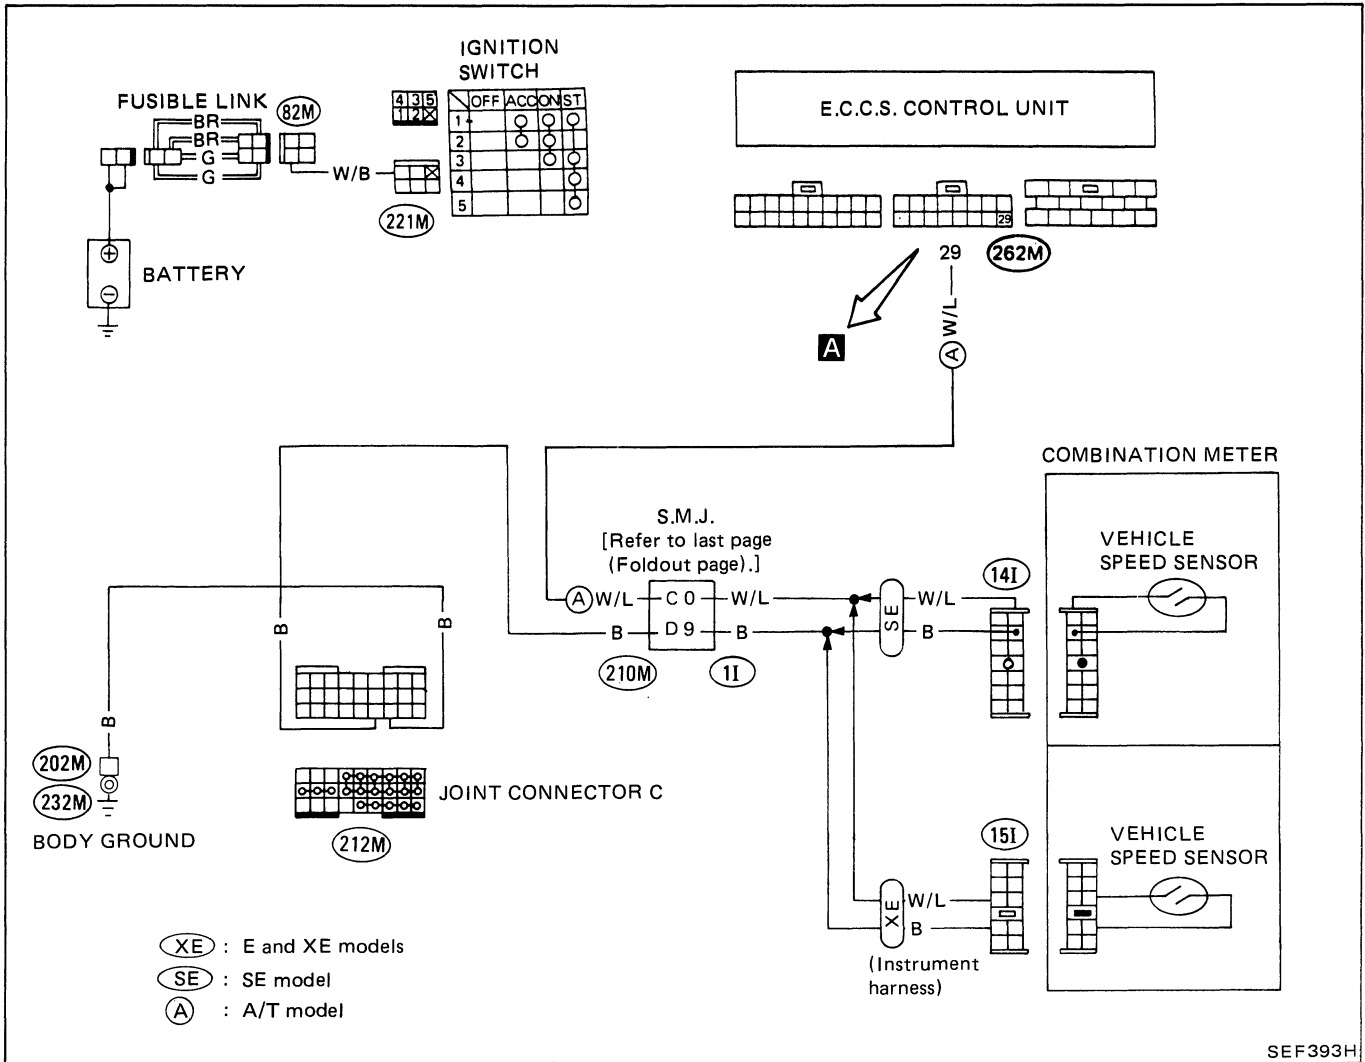 IGNITION
SWITCH
FUSIBLE LINK
82M
BR
BR
G
G
W/B
4 3 5
1 2
OFF ACC ON ST
1
2
3
4
5
221M
BATTERY
E.C.C.S. CONTROL UNIT
29
29
262M
A
W/L
A
COMBINATION METER
S.M.J.
[Refer to last page
(Foldout page).]
A W/L C0 W/L
B D9 B
210M
1I
SE
W/L
B
14I
VEHICLE
SPEED SENSOR
B
B
B
202M
232M
BODY GROUND
JOINT CONNECTOR C
212M
15I
VEHICLE
SPEED SENSOR
XE
W/L
B
(Instrument
harness)
XE : E and XE models
SE : SE model
A : A/T model
SEF393H